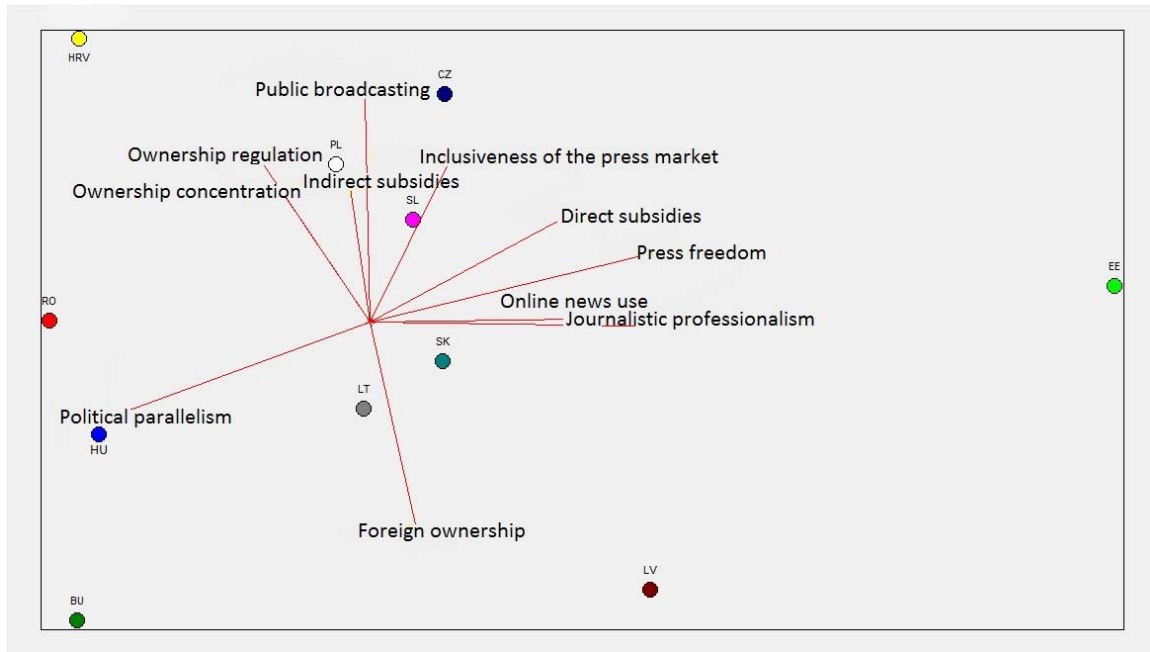 HRV
CZ
Public broadcasting
PL
Ownership regulation
Inclusiveness of the press market
Indirect subsidies
Ownership concentration
SL
Direct subsidies
Press freedom
EE
RO
Online news use
Journalistic professionalism
SK
LT
Political parallelism
HU
Foreign ownership
LV
BU